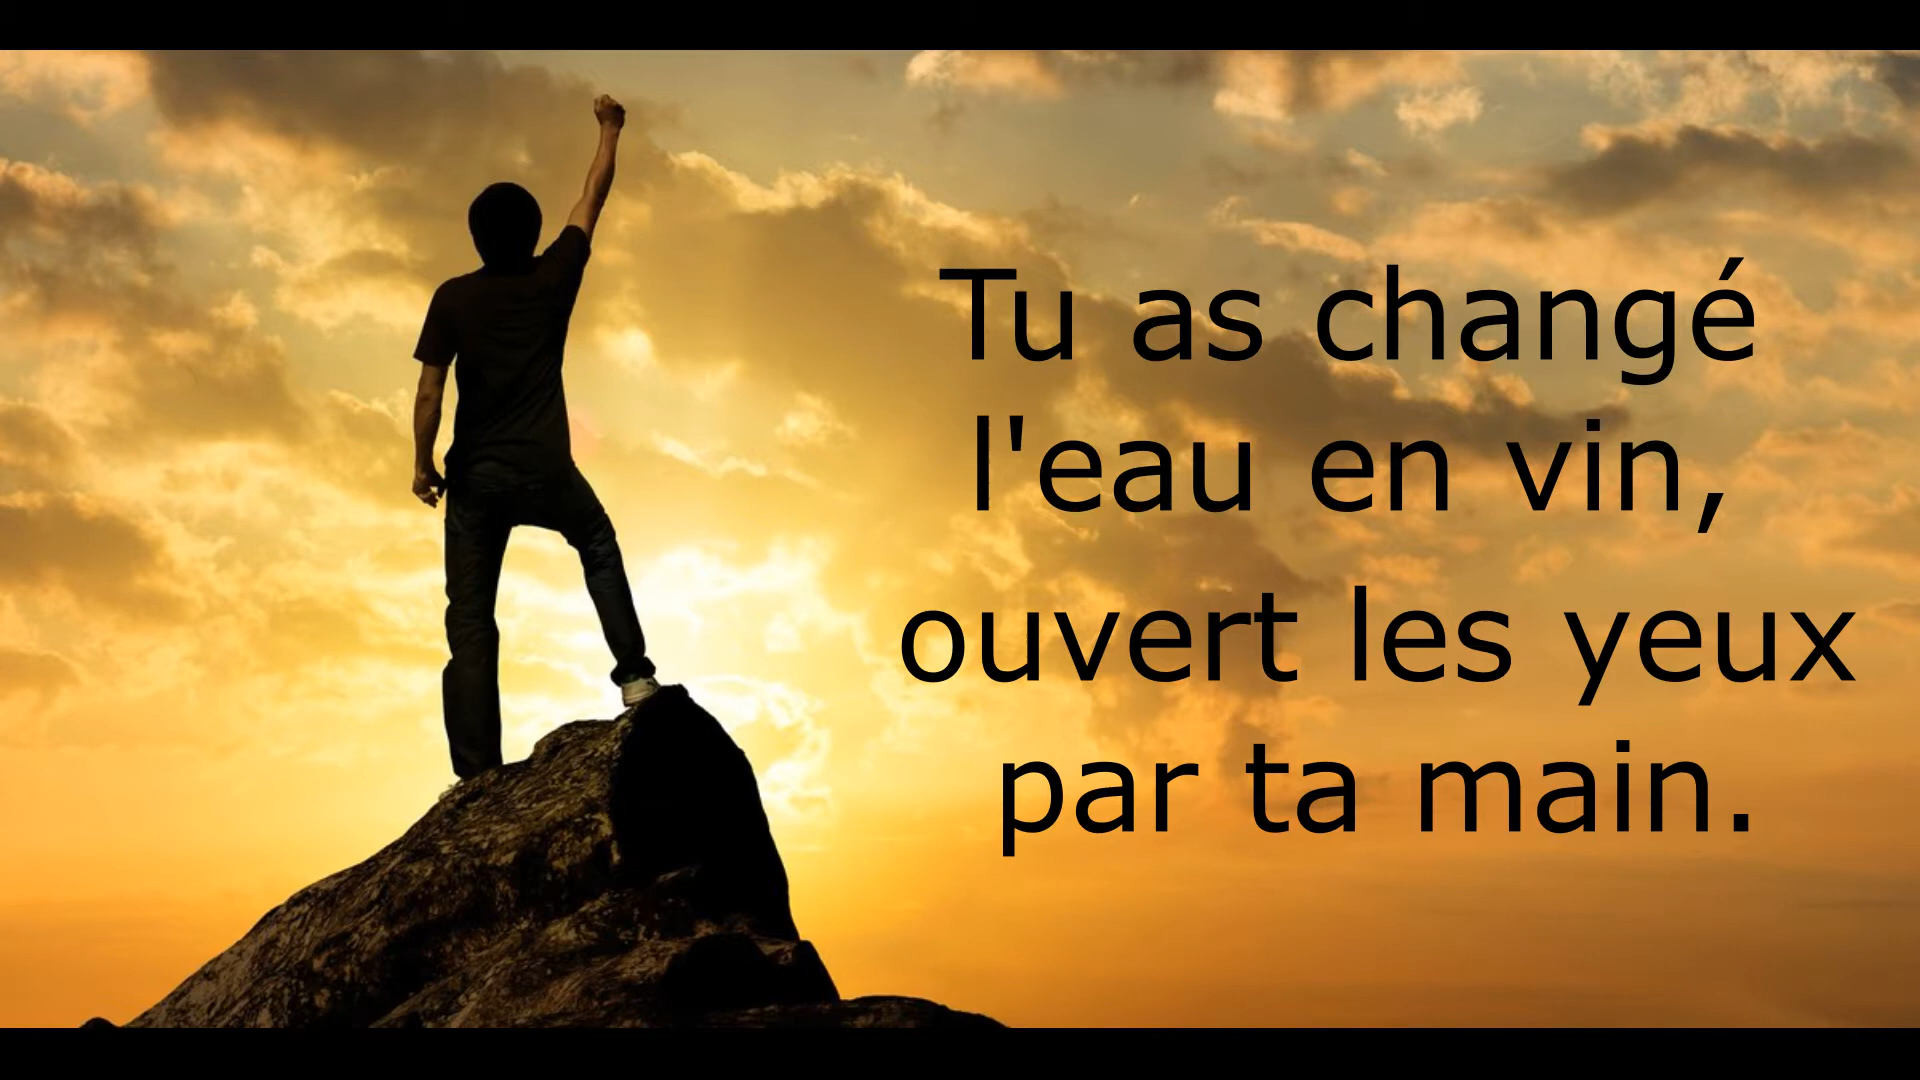 Tu as changé
l'eau en vin,
ouvert les yeux
par ta main.